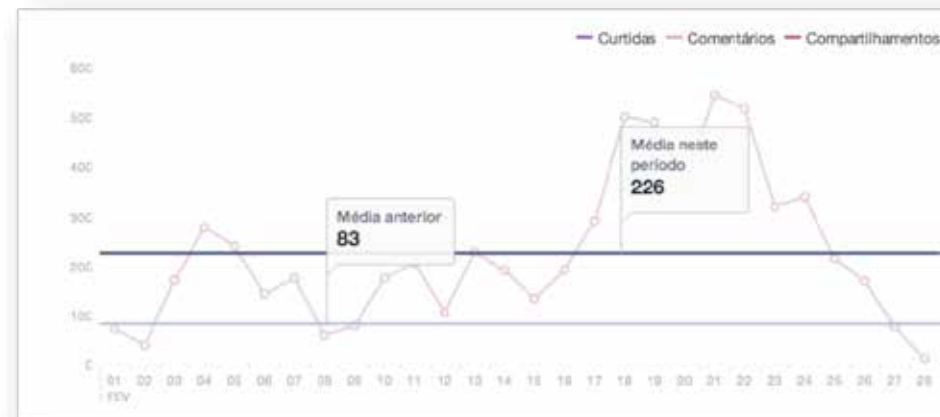 Curtidas Comentários Compartilhamentos
600
500
400
300
200
100
0
Média anterior
83
Média neste
período
226
01 02 03 04 05 06 07 08 09 10 11 12 13 14 15 16 17 18 19 20 21 22 23 24 25 26 27 28
FEV